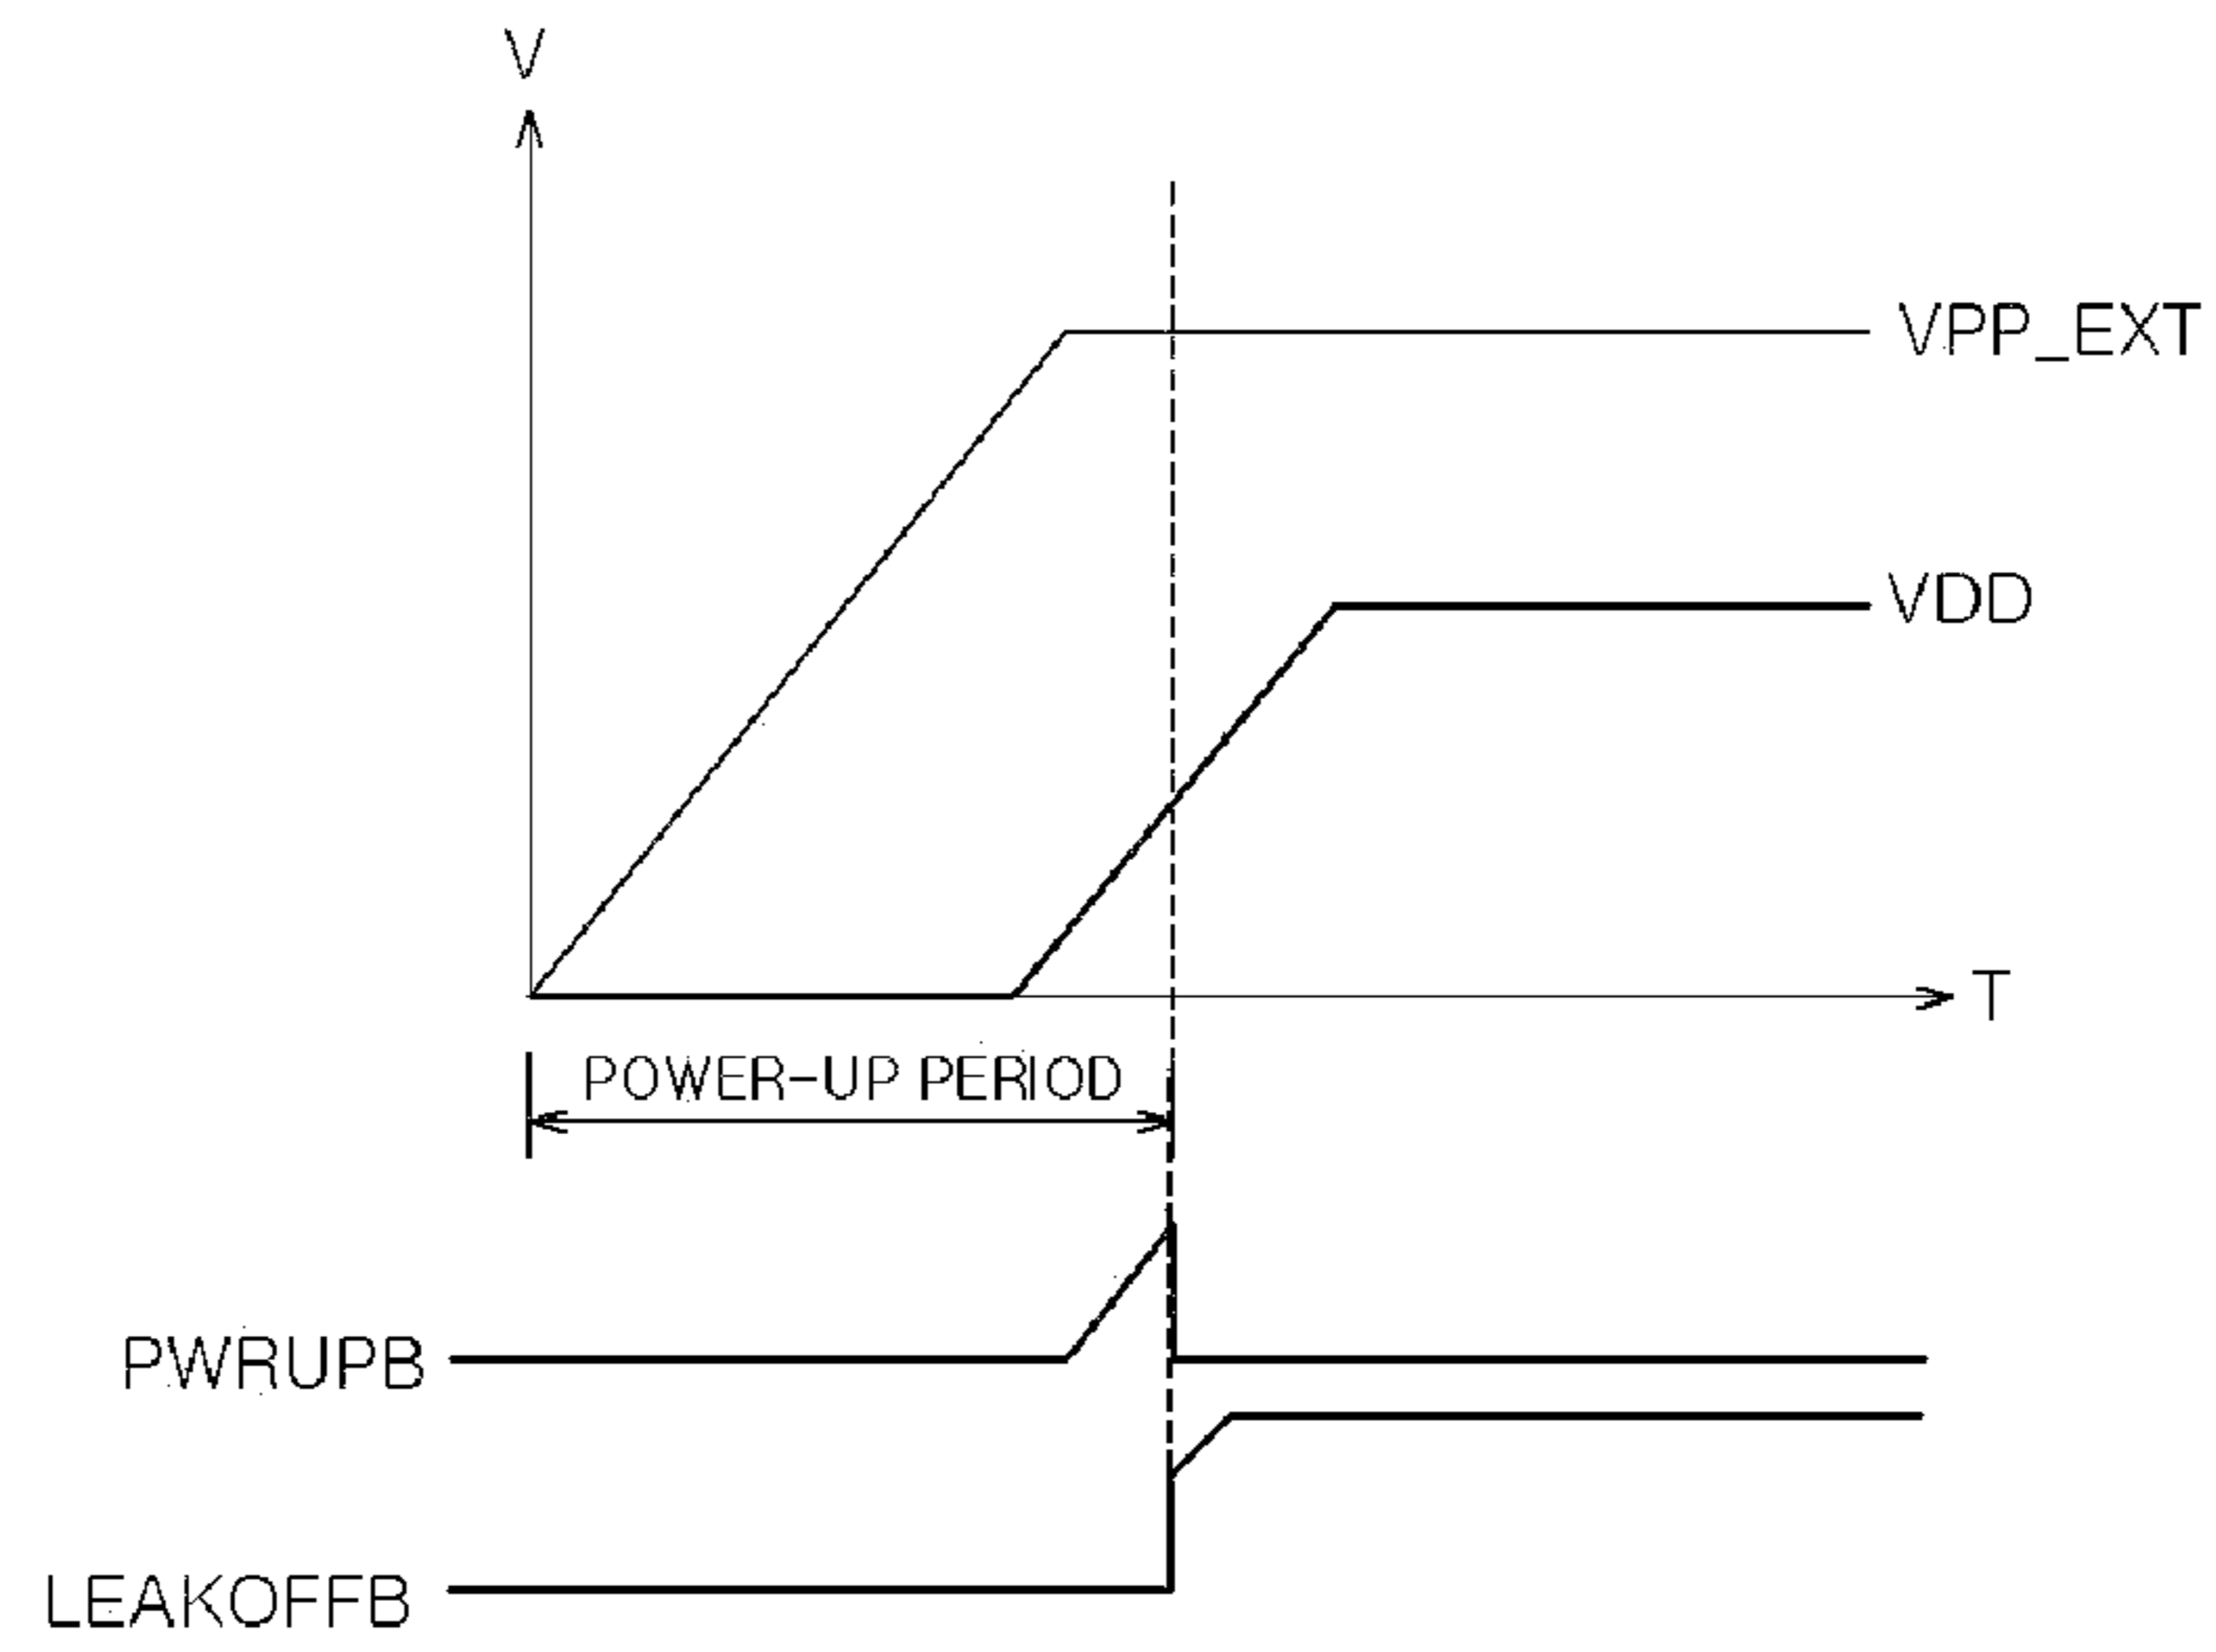 V
VPP_EXT
VDD
T
POWER-UP PERIOD
PWRUPB
LEAKOFFB